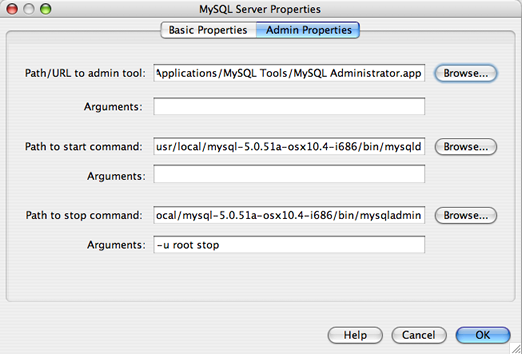 MySQL Server Properties
Basic Properties Admin Properties
Path/URL to admin tool: Applications/MySQL Tools/MySQL Administrator.app Browse...
Arguments:
Path to start command: usr/local/mysql-5.0.51a-osx10.4-i686/bin/mysqld Browse...
Arguments:
Path to stop command: ocal/mysql-5.0.51a-osx10.4-i686/bin/mysqladmin Browse...
Arguments: -u root stop
Help Cancel OK